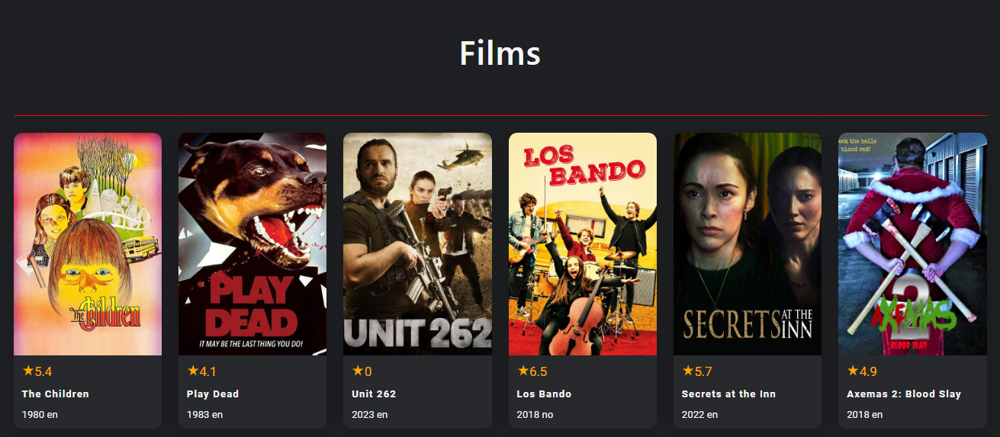 Films
The Children
★5.4
The Children
1980 en
PLAY
DEAD
IT MAY BE THE LAST THING YOU DO!
★4.1
Play Dead
1983 en
UNIT 262
★0
Unit 262
2023 en
LOS
BANDO
LOS BANDO
★6.5
Los Bando
2018 no
SECRETS AT THE
INN
★5.7
Secrets at the Inn
2022 en
eck the halls
blood red!
2
AXEMAS
BLOOD SLAY
★4.9
Axemas 2: Blood Slay
2018 en